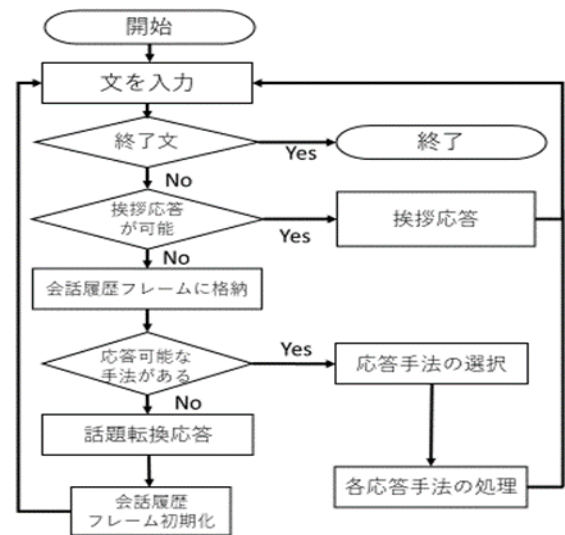 開始
文を入力
終了文
Yes
終了
No
挨拶応答
が可能
Yes
挨拶応答
No
会話履歴フレームに格納
応答可能な
手法がある
Yes
応答手法の選択
No
話題転換応答
各応答手法の処理
会話履歴
フレーム初期化